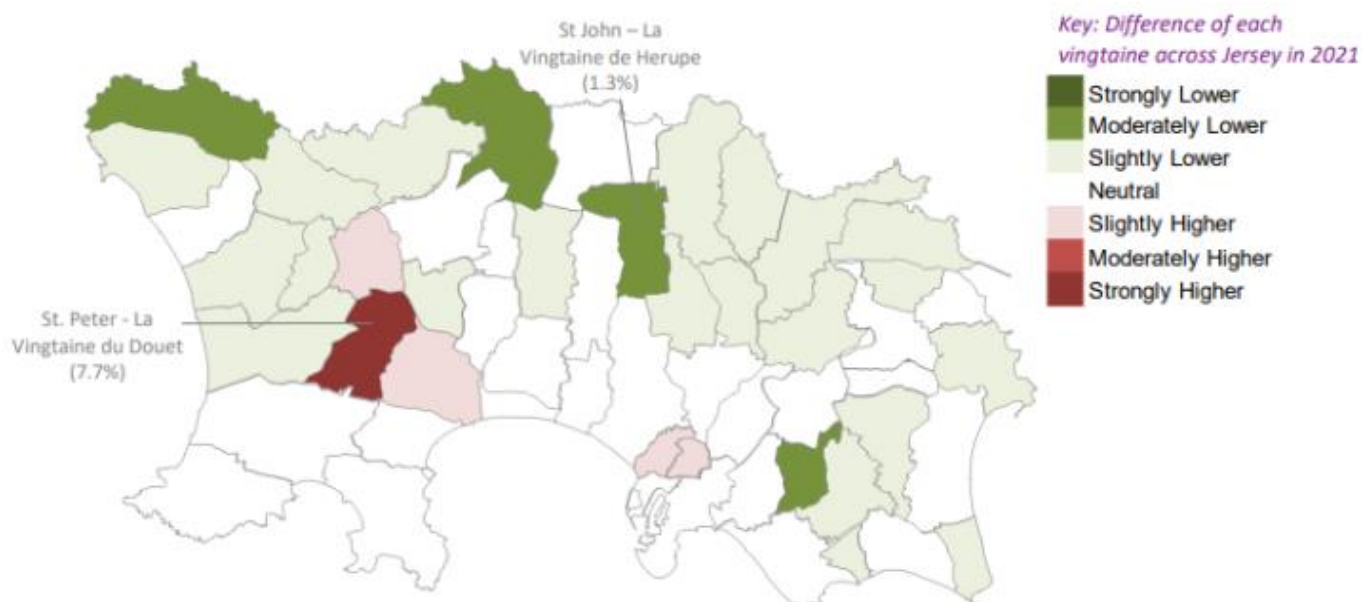 St John – La
Vingtaine de Herupe
(1.3%)
St. Peter - La
Vingtaine du Douet
(7.7%)
Key: Difference of each
vingtaine across Jersey in 2021
Strongly Lower
Moderately Lower
Slightly Lower
Neutral
Slightly Higher
Moderately Higher
Strongly Higher